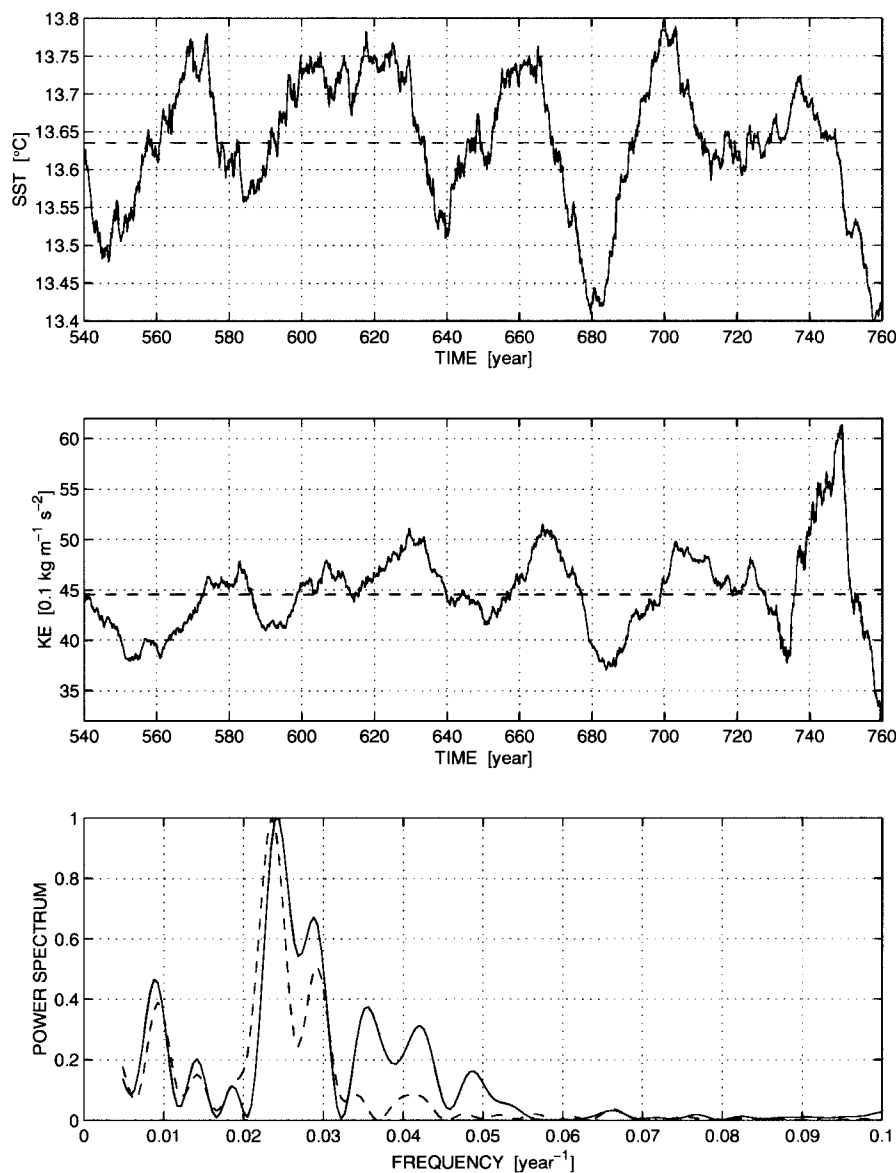 13.8
13.75
13.7
13.65
13.6
13.55
13.5
13.45
13.4
SST [°C]
540 560 580 600 620 640 660 680 700 720 740 760
TIME [year]
60
55
50
45
40
35
KE [0.1 kg m⁻¹ s⁻²]
540 560 580 600 620 640 660 680 700 720 740 760
TIME [year]
1
0.8
0.6
0.4
0.2
0
POWER SPECTRUM
0 0.01 0.02 0.03 0.04 0.05 0.06 0.07 0.08 0.09 0.1
FREQUENCY [year⁻¹]